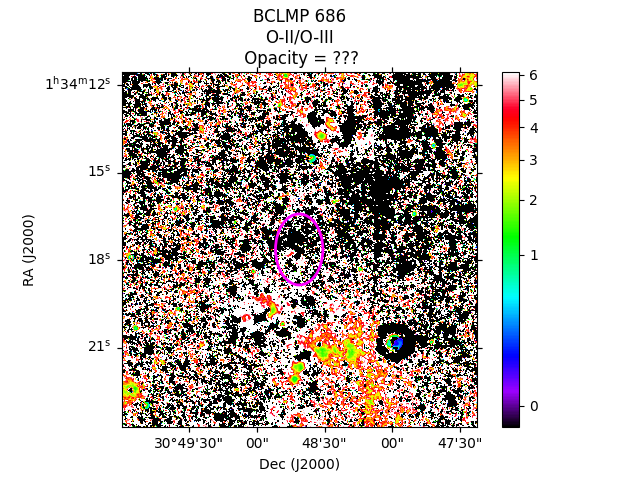 BCLMP 686
O-II/O-III
Opacity = ???
1ʰ34ᵐ12ˢ
15ˢ
18ˢ
21ˢ
RA (J2000)
30°49'30" 00" 48'30" 00" 47'30"
Dec (J2000)
6
5
4
3
2
1
0